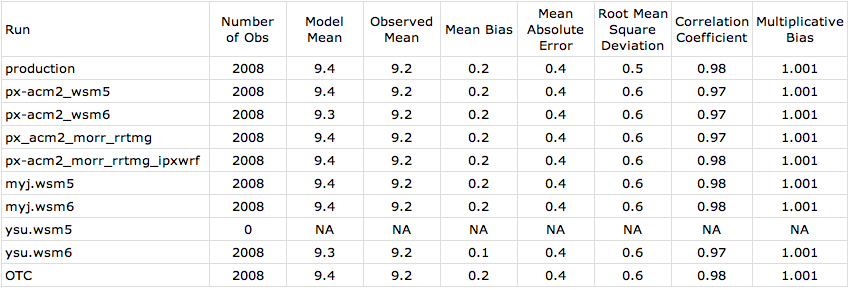 Run Number of Obs Model Mean Observed Mean Mean Bias Mean Absolute Error Root Mean Square Deviation Correlation Coefficient Multiplicative Bias
production 2008 9.4 9.2 0.2 0.4 0.5 0.98 1.001
px-acm2_wsm5 2008 9.4 9.2 0.2 0.4 0.6 0.97 1.001
px-acm2_wsm6 2008 9.3 9.2 0.2 0.4 0.6 0.97 1.001
px_acm2_morr_rrtmg 2008 9.4 9.2 0.2 0.4 0.6 0.97 1.001
px-acm2_morr_rrtmg_ipxwrf 2008 9.4 9.2 0.2 0.4 0.6 0.98 1.001
myj.wsm5 2008 9.4 9.2 0.2 0.4 0.6 0.98 1.001
myj.wsm6 2008 9.4 9.2 0.2 0.4 0.6 0.98 1.001
ysu.wsm5 0 NA NA NA NA NA NA NA
ysu.wsm6 2008 9.3 9.2 0.1 0.4 0.6 0.97 1.001
OTC 2008 9.4 9.2 0.2 0.4 0.6 0.98 1.001